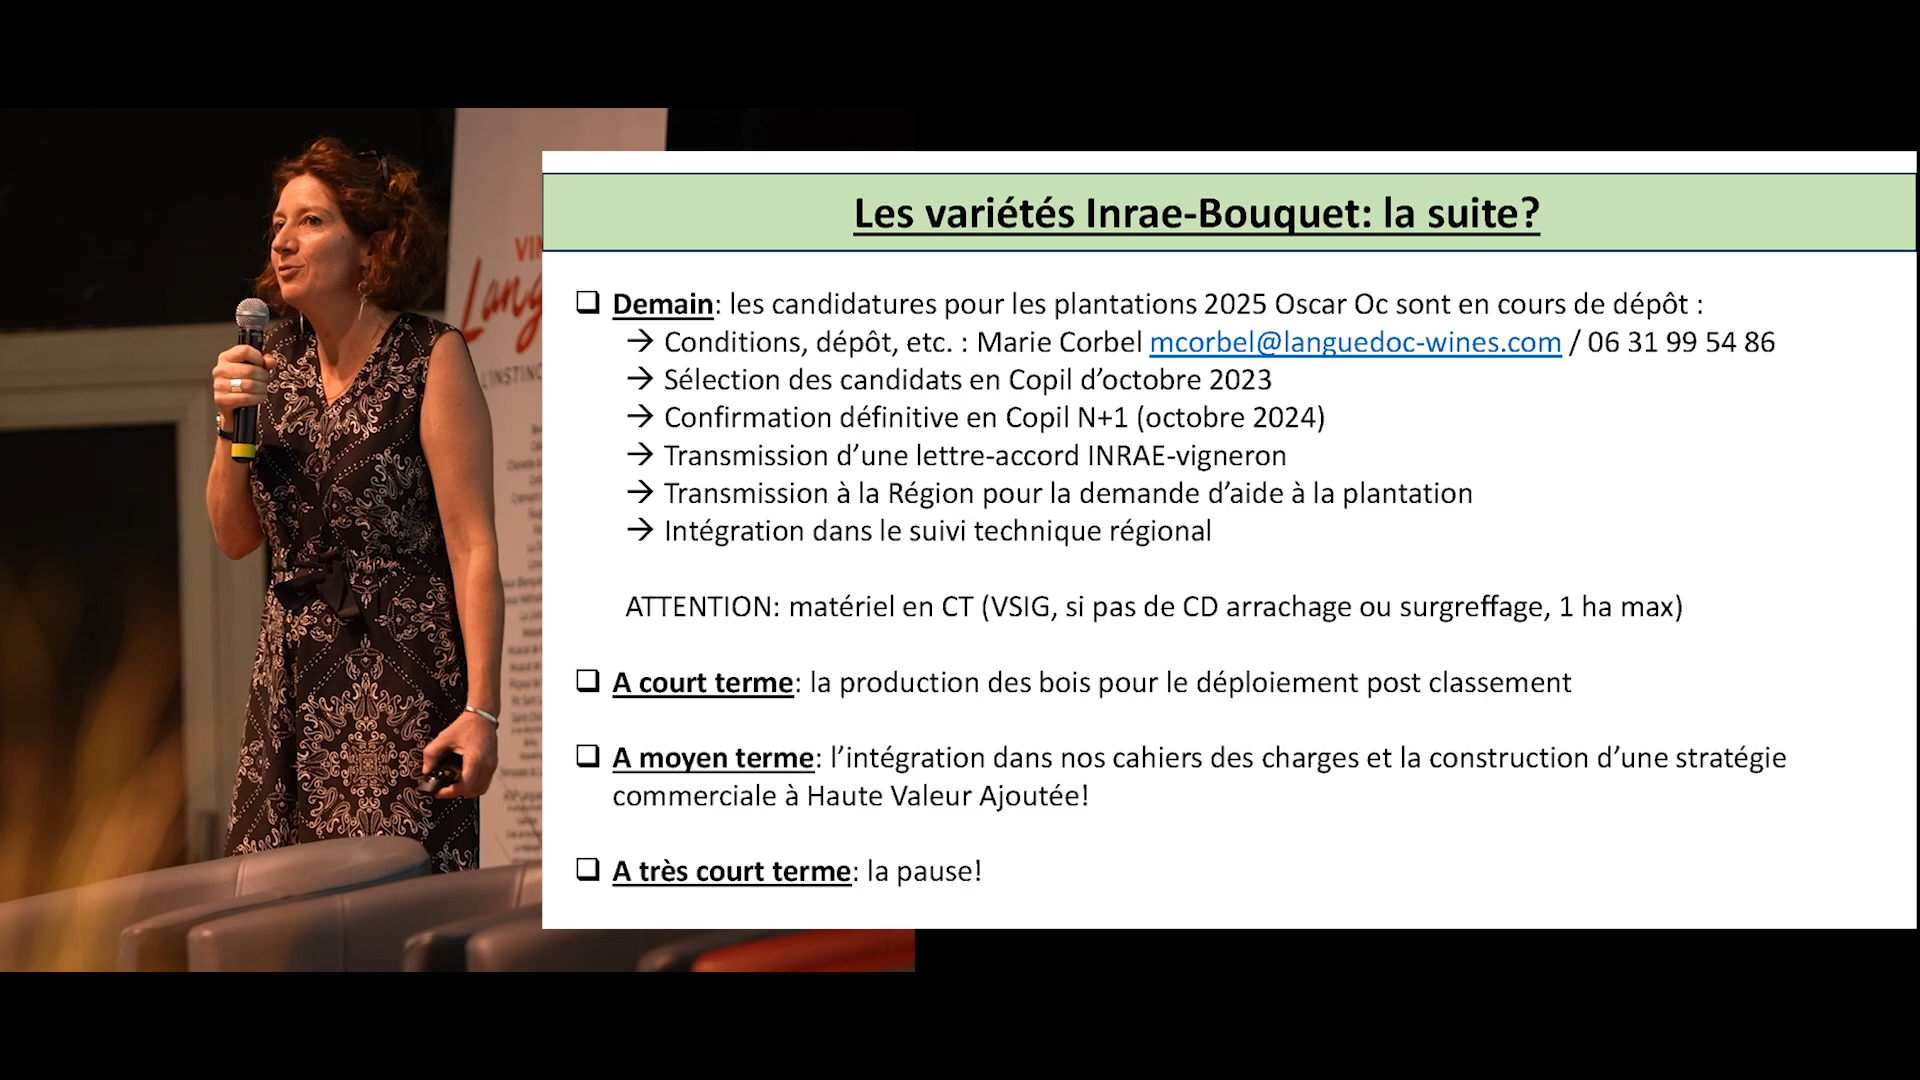 Les variétés Inrae-Bouquet: la suite?
❑ Demain: les candidatures pour les plantations 2025 Oscar Oc sont en cours de dépôt :
→ Conditions, dépôt, etc. : Marie Corbel mcorbel@languedoc-wines.com / 06 31 99 54 86
→ Sélection des candidats en Copil d’octobre 2023
→ Confirmation définitive en Copil N+1 (octobre 2024)
→ Transmission d’une lettre-accord INRAE-vigneron
→ Transmission à la Région pour la demande d’aide à la plantation
→ Intégration dans le suivi technique régional
ATTENTION: matériel en CT (VSIG, si pas de CD arrachage ou surgreffage, 1 ha max)
❑ A court terme: la production des bois pour le déploiement post classement
❑ A moyen terme: l’intégration dans nos cahiers des charges et la construction d’une stratégie
commerciale à Haute Valeur Ajoutée!
❑ A très court terme: la pause!
VIN
Lang
L'INSTINC